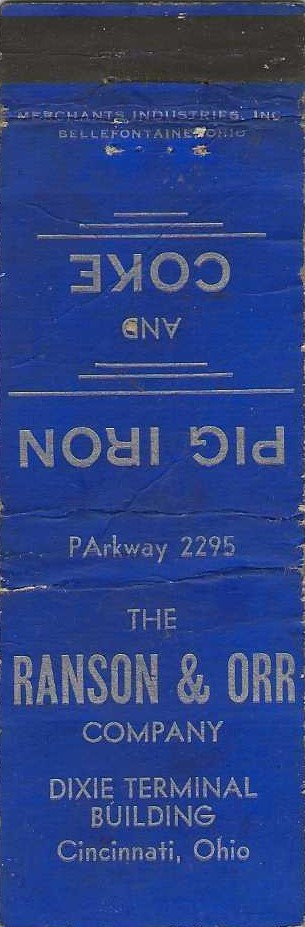 MERCHANTS INDUSTRIES, INC.
BELLEFONTAINE, OHIO
PIG IRON
AND
COKE
PArkway 2295
THE
RANSON & ORR
COMPANY
DIXIE TERMINAL
BUILDING
Cincinnati, Ohio